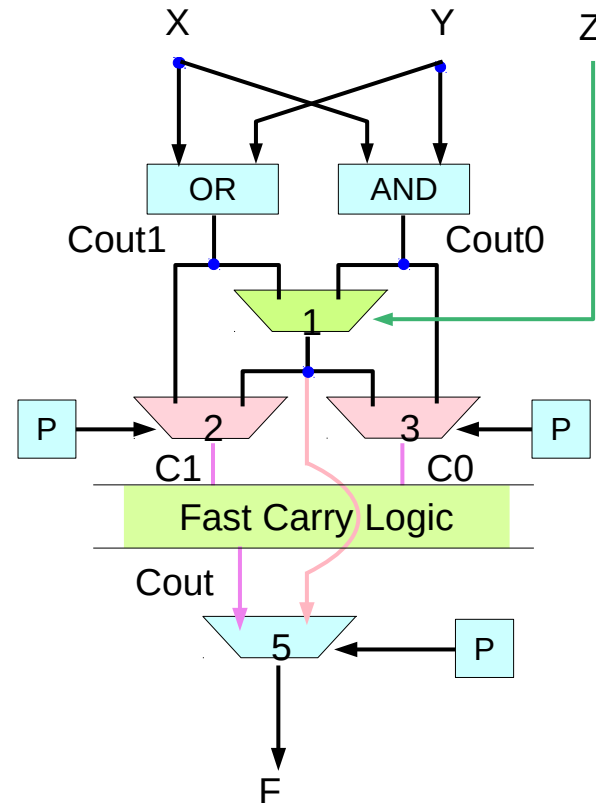 X Y Z
OR AND
Cout1 Cout0
1
P 2 3 P
C1 C0
Fast Carry Logic
Cout
5 P
F